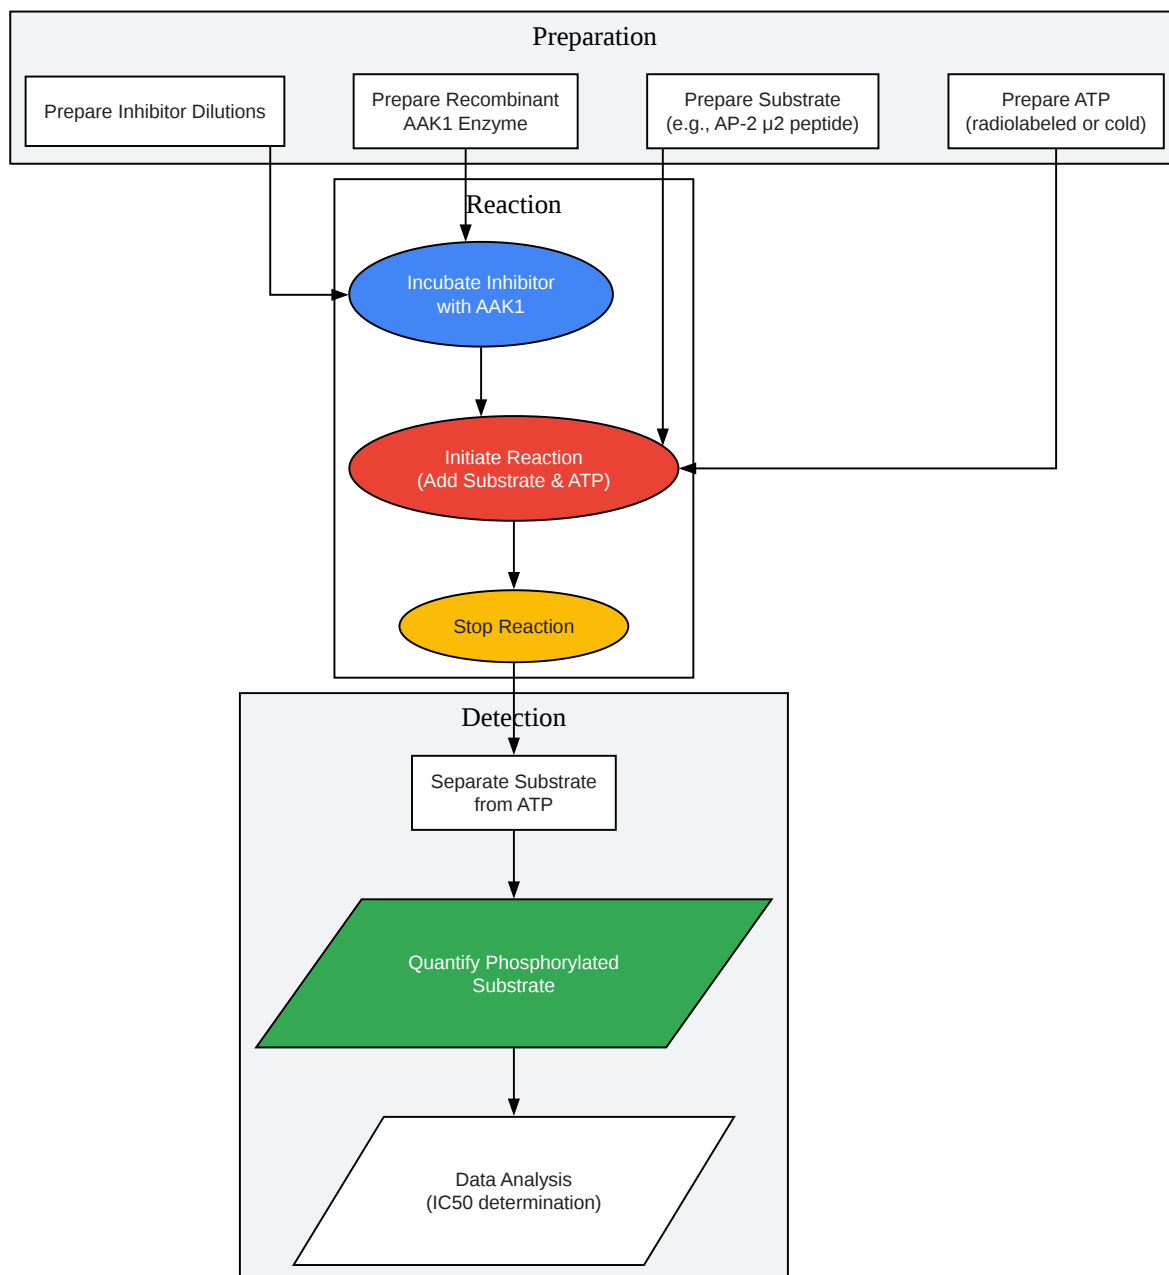 Preparation
Prepare Inhibitor Dilutions
Prepare Recombinant
AAK1 Enzyme
Prepare Substrate
(e.g., AP-2 μ2 peptide)
Prepare ATP
(radiolabeled or cold)
Reaction
Incubate Inhibitor
with AAK1
Initiate Reaction
(Add Substrate & ATP)
Stop Reaction
Detection
Separate Substrate
from ATP
Quantify Phosphorylated
Substrate
Data Analysis
(IC50 determination)